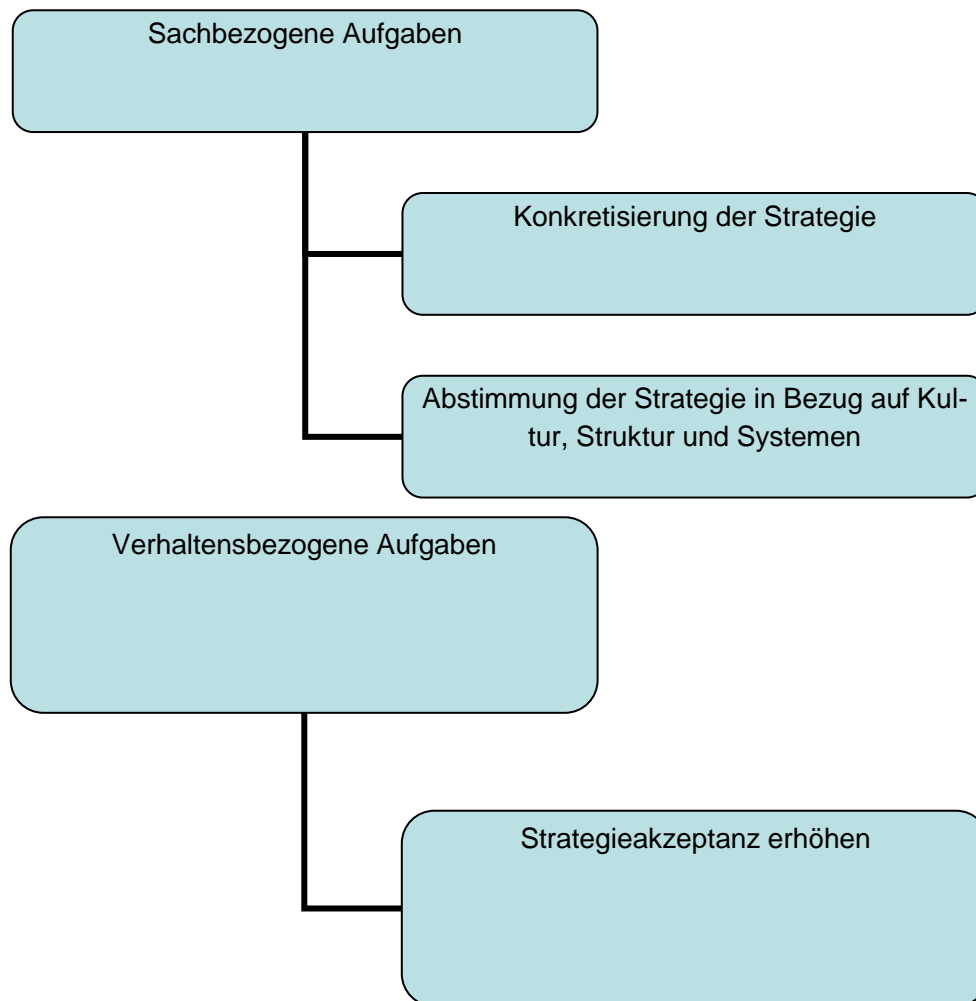 Sachbezogene Aufgaben
Konkretisierung der Strategie
Abstimmung der Strategie in Bezug auf Kul-
tur, Struktur und Systemen
Verhaltensbezogene Aufgaben
Strategieakzeptanz erhöhen